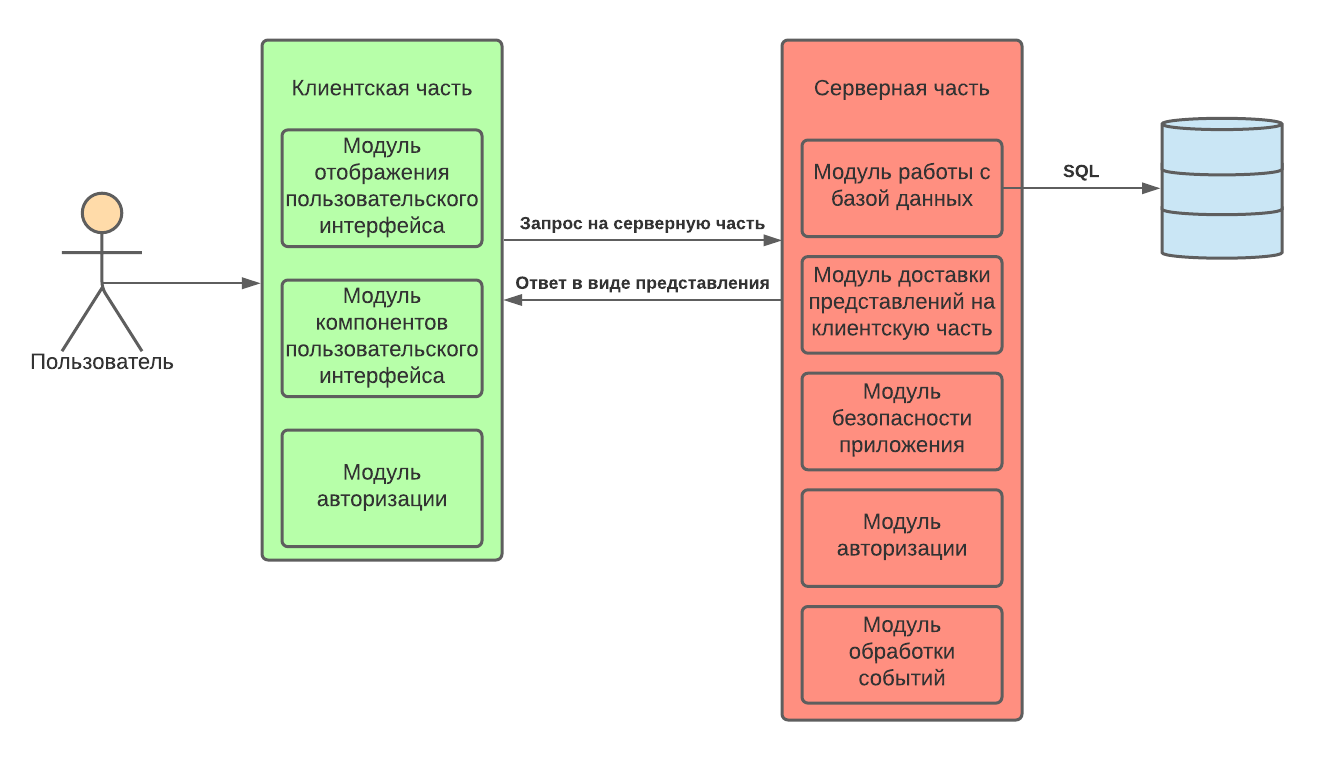 Пользователь
Клиентская часть
Модуль
отображения
пользовательского
интерфейса
Модуль
компонентов
пользовательского
интерфейса
Модуль
авторизации
Запрос на серверную часть
Ответ в виде представления
Серверная часть
Модуль работы с
базой данных
Модуль доставки
представлений на
клиентскую часть
Модуль
безопасности
приложения
Модуль
авторизации
Модуль
обработки
событий
SQL